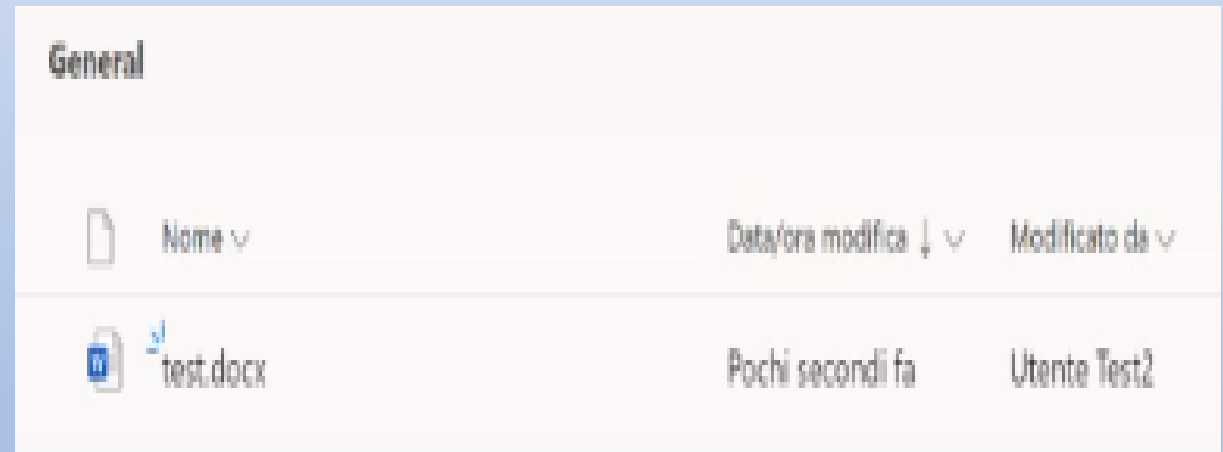 General
Nome Data/ora modifica Modificato da
test.docx Pochi secondi fa Utente Test2